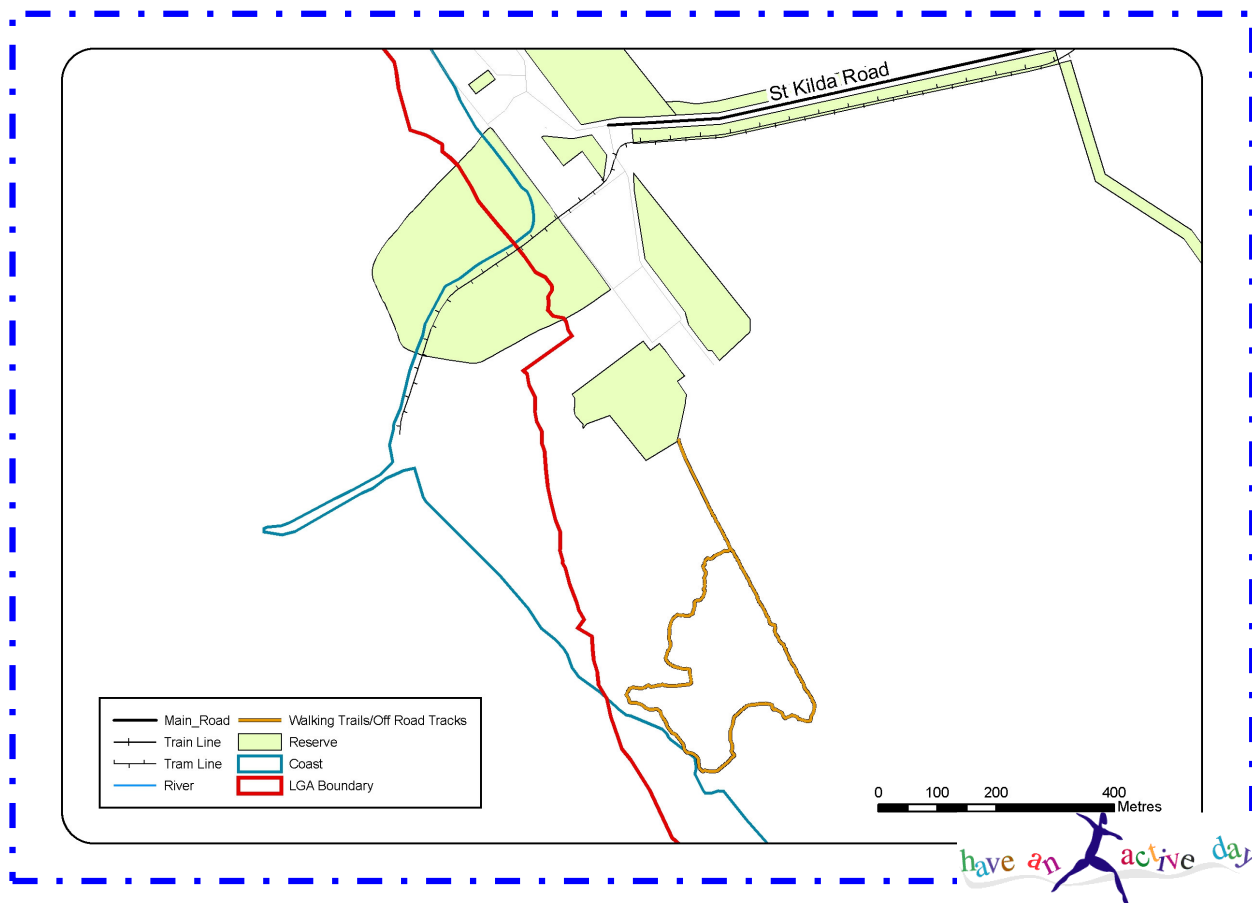 St Kilda Road
Main_Road
Train Line
Tram Line
River
Walking Trails/Off Road Tracks
Reserve
Coast
LGA Boundary
0 100 200 400
Metres
have an active day